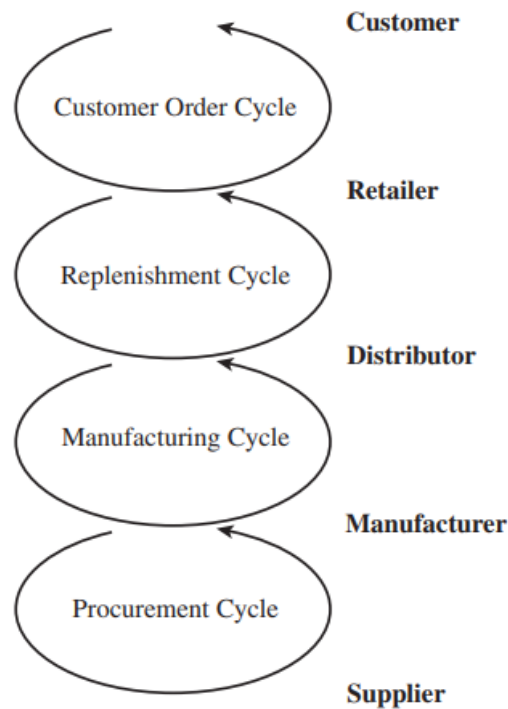 Customer
Customer Order Cycle
Retailer
Replenishment Cycle
Distributor
Manufacturing Cycle
Manufacturer
Procurement Cycle
Supplier